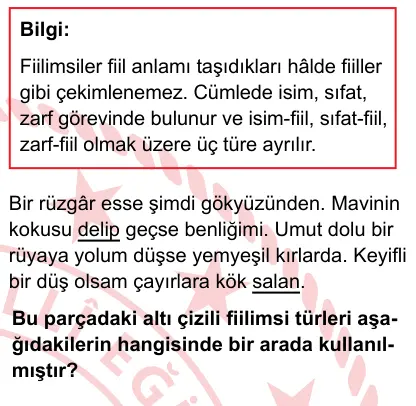 Bilgi:
Fiilimsiler fiil anlamı taşıdıkları hâlde fiiller
gibi çekimlenemez. Cümlede isim, sıfat,
zarf görevinde bulunur ve isim-fiil, sıfat-fiil,
zarf-fiil olmak üzere üç türe ayrılır.
Bir rüzgâr esse şimdi gökyüzünden. Mavinin
kokusu delip geçse benliğimi. Umut dolu bir
rüyaya yolum düşse yemyeşil kırlarda. Keyifli
bir düş olsam çayırlara kök salan.
Bu parçadaki altı çizili fiilimsi türleri aşa-
ğıdakilerin hangisinde bir arada kullanıl-
mıştır?